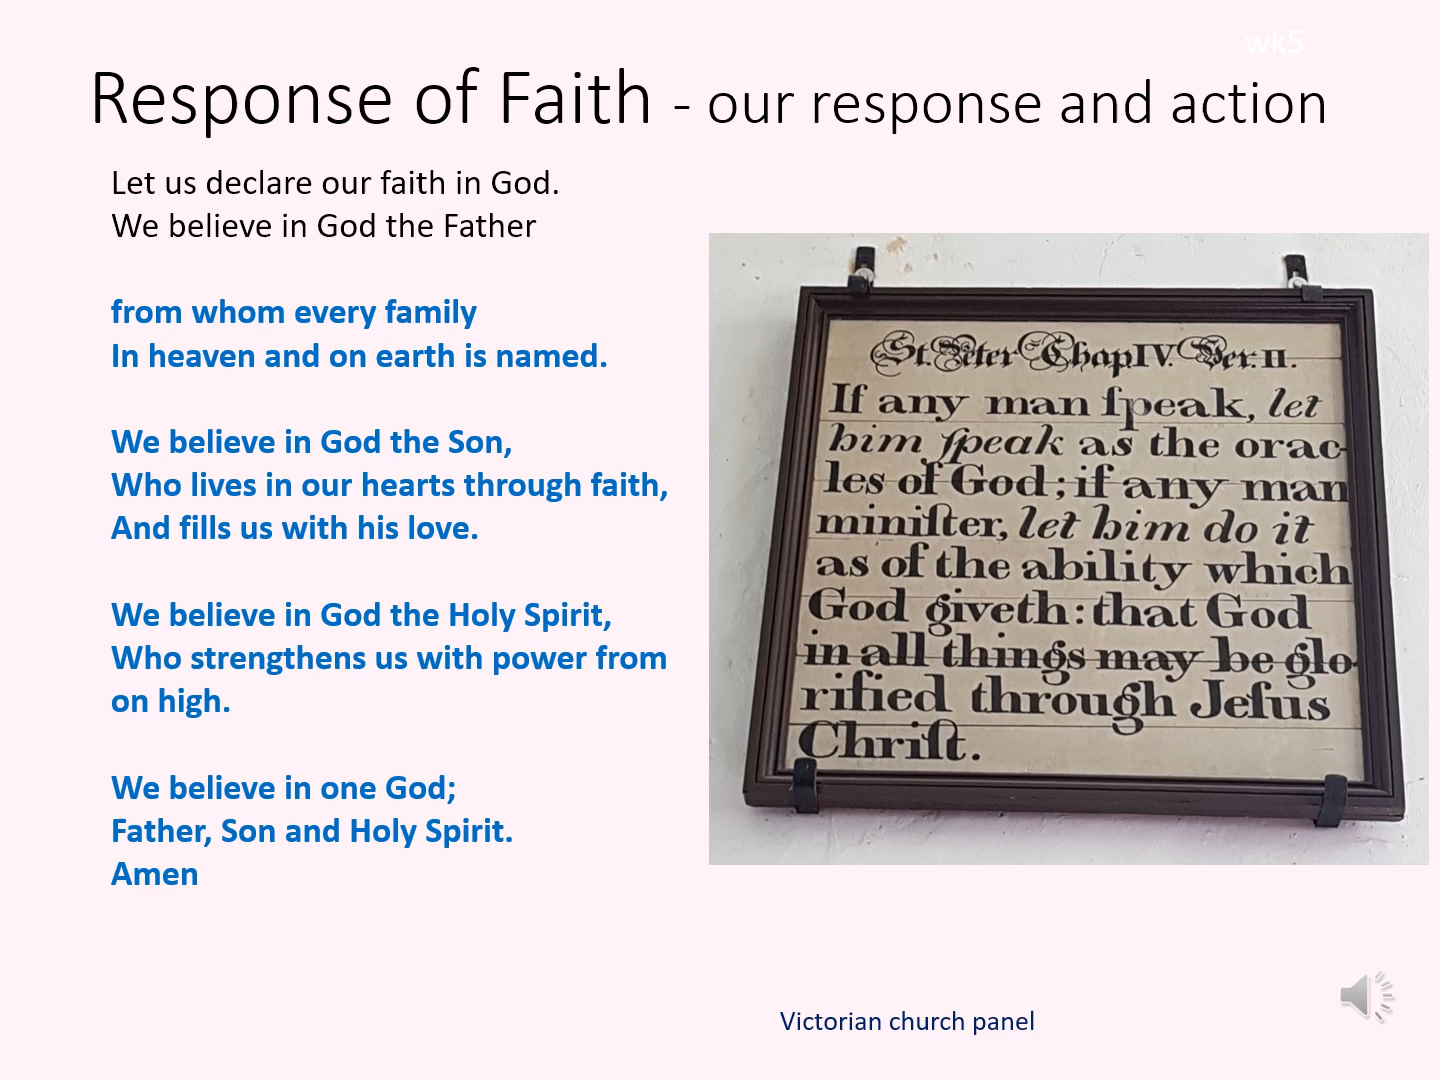 wk5
Response of Faith - our response and action
Let us declare our faith in God.
We believe in God the Father
from whom every family
In heaven and on earth is named.
We believe in God the Son,
Who lives in our hearts through faith,
And fills us with his love.
We believe in God the Holy Spirit,
Who strengthens us with power from
on high.
We believe in one God;
Father, Son and Holy Spirit.
Amen
St. Peter Chap IV. Ver. II.
If any man ſpeak, let
him ſpeak as the orac-
les of God; if any man
miniſter, let him do it
as of the ability which
God giveth: that God
in all things may be glo-
rified through Jeſus
Chriſt.
Victorian church panel